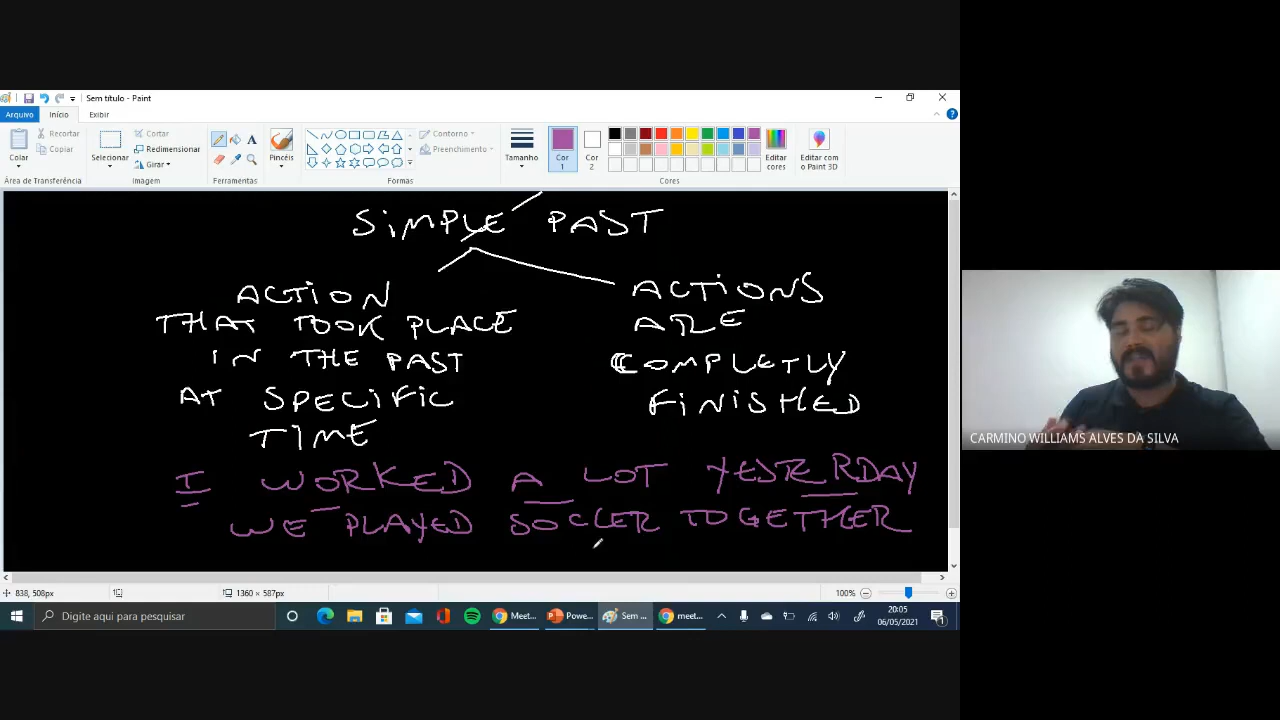 Sem título - Paint
Arquivo Início Exibir
Colar
Recortar
Copiar
Área de Transferência
Selecionar
Cortar
Redimensionar
Girar
Imagem
Ferramentas
Pincéis
Contorno
Preenchimento
Formas
Tamanho
Cor 1
Cor 2
Editar cores
Cores
Editar com o Paint 3D
SiMPLE PAST
ACTiON
THAT TOOK PLACE
IN THE PAST
AT SPECiFiC
TIME
ACTiONS
ARE
COMPLETLY
FiNiSHED
I WORKED A LOT YESTERDAY
WE PLAYED SOCCER TOGETHER
CARMINO WILLIAMS ALVES DA SILVA
838, 508px
1360 × 587px
100%
Digite aqui para pesquisar
Meet...
Powe...
Sem ...
meet...
20:05
06/05/2021